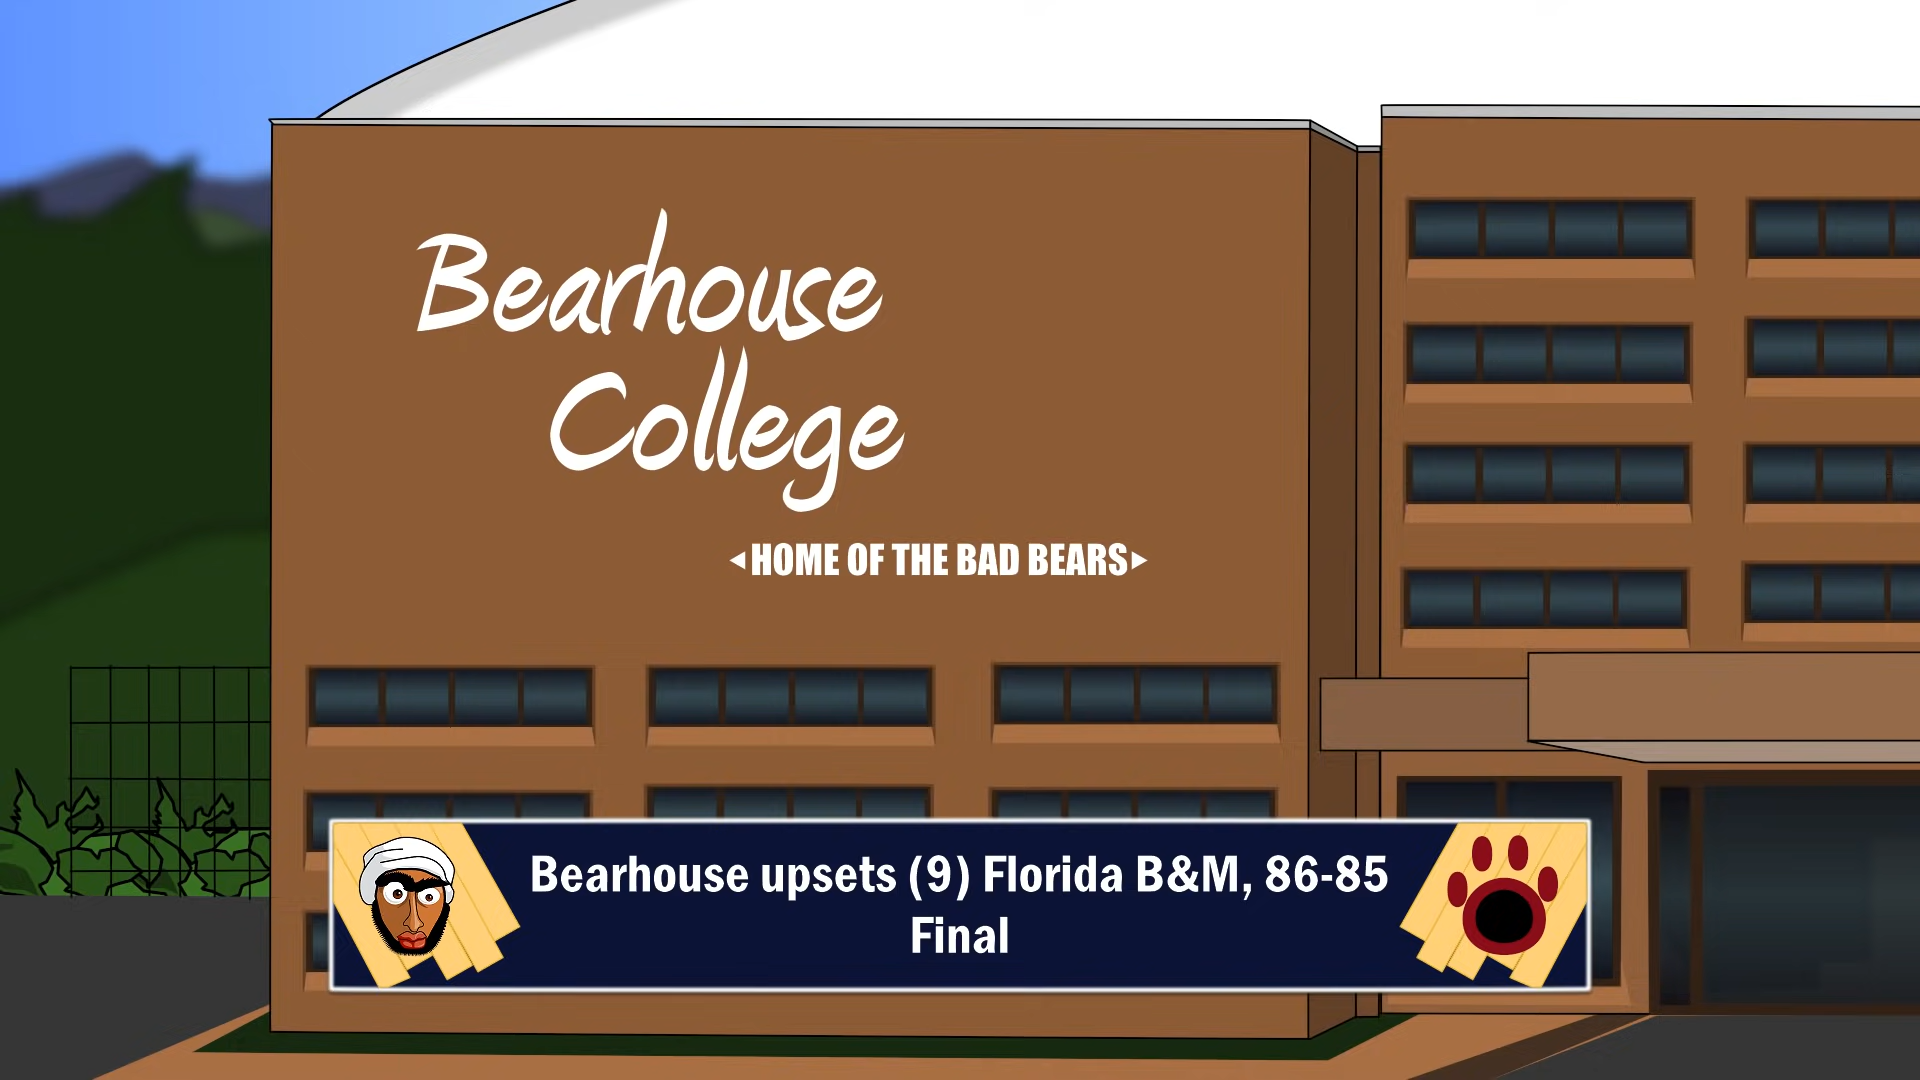 Bearhouse
College
◄HOME OF THE BAD BEARS►
Bearhouse upsets (9) Florida B&M, 86-85
Final